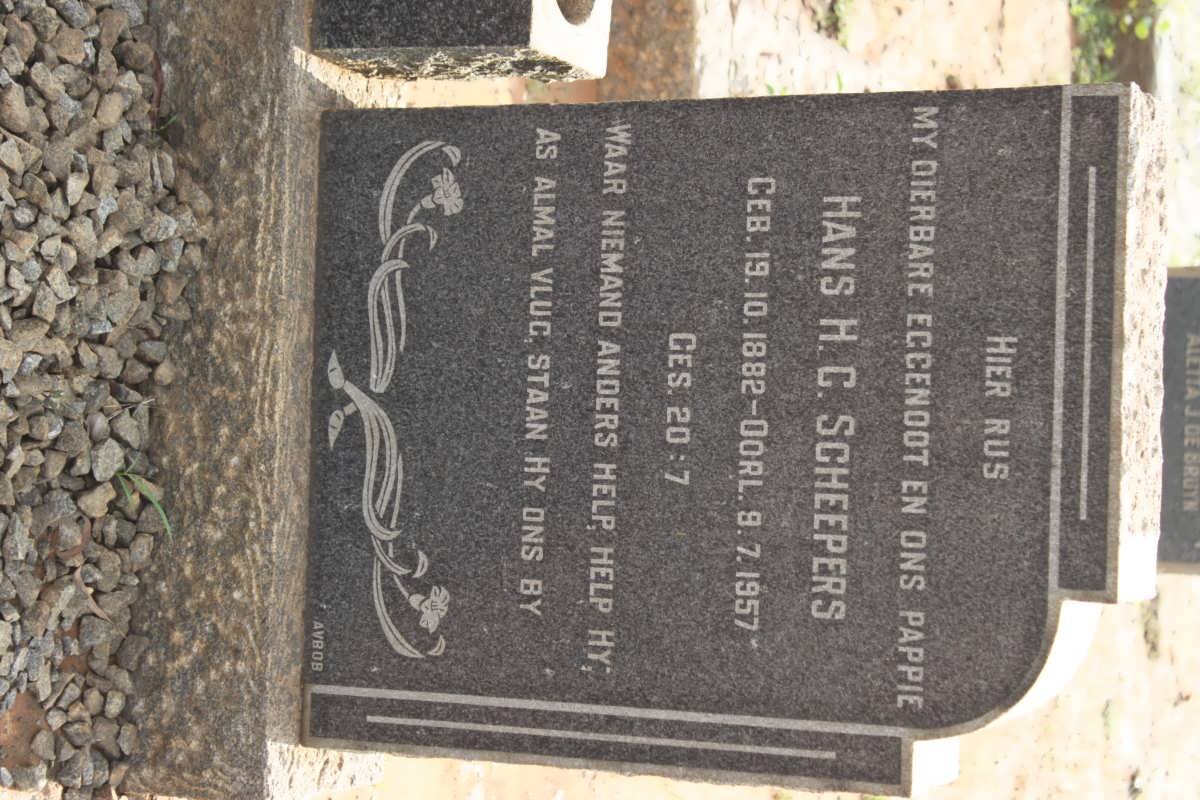 HIER RUS
MY DIERBARE EGGENOOT EN ONS PAPPIE
HANS H. C. SCHEEPERS
GEB. 19.10.1882-OORL. 9.7.1957
GES. 20:7
WAAR NIEMAND ANDERS HELP, HELP HY;
AS ALMAL VLUG, STAAN HY ONS BY
AVBOB